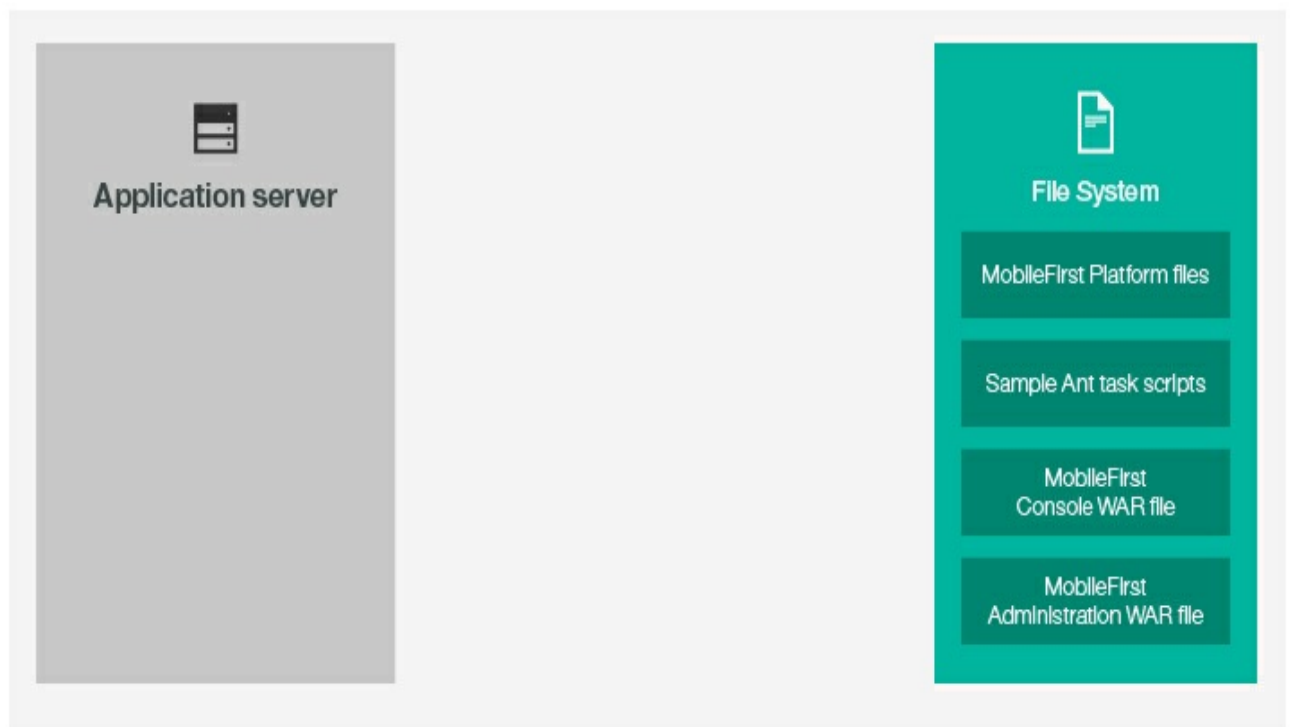 Application server
File System
MobileFirst Platform files
Sample Ant task scripts
MobileFirst
Console WAR file
MobileFirst
Administration WAR file